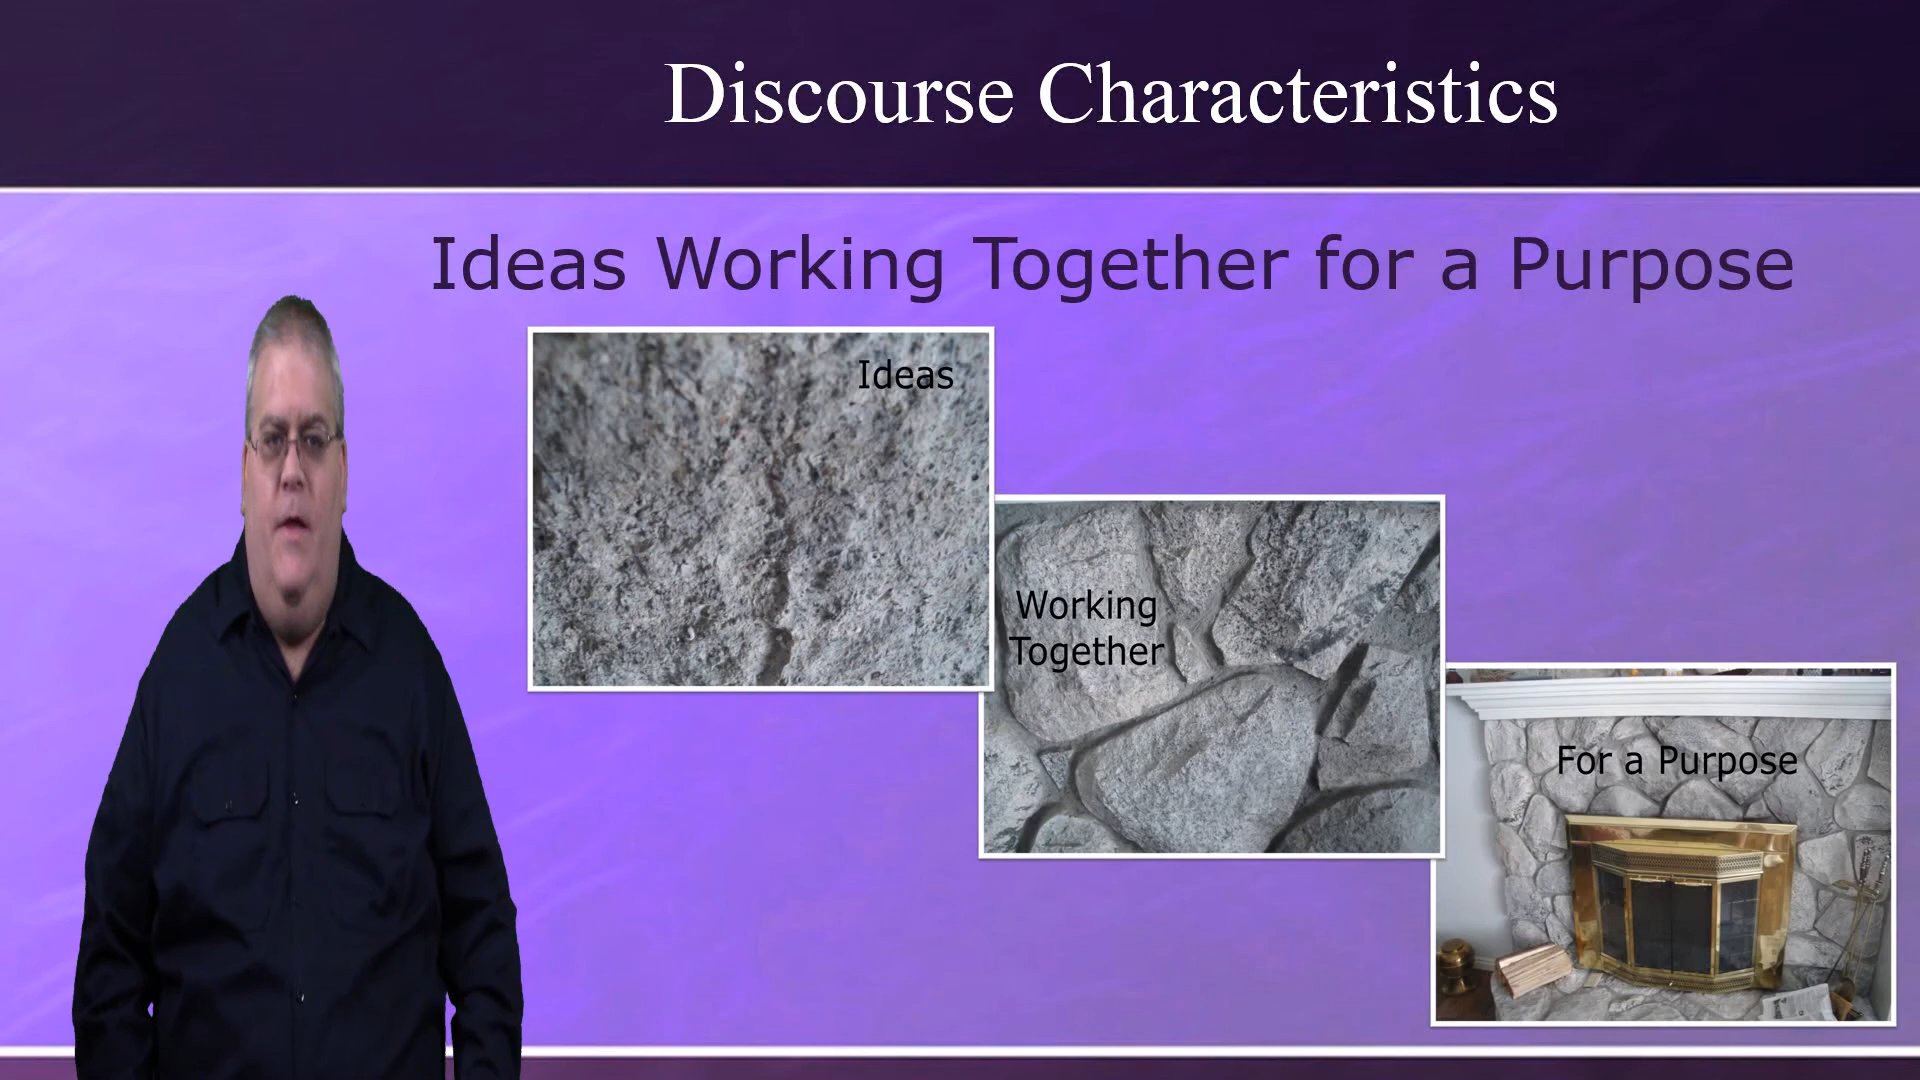 Discourse Characteristics
Ideas Working Together for a Purpose
Ideas
Working
Together
For a Purpose